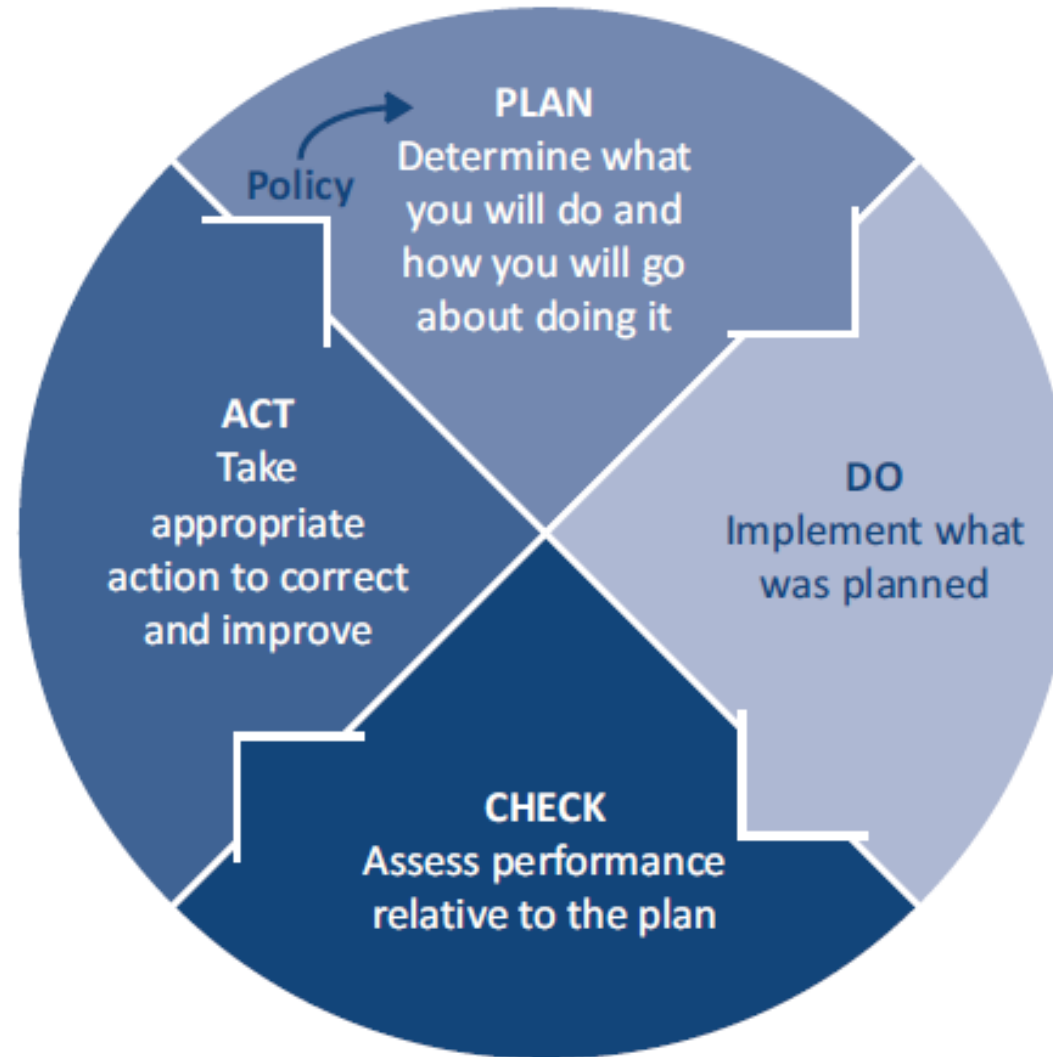 PLAN
Determine what
you will do and
how you will go
about doing it
Policy
DO
Implement what
was planned
CHECK
Assess performance
relative to the plan
ACT
Take
appropriate
action to correct
and improve